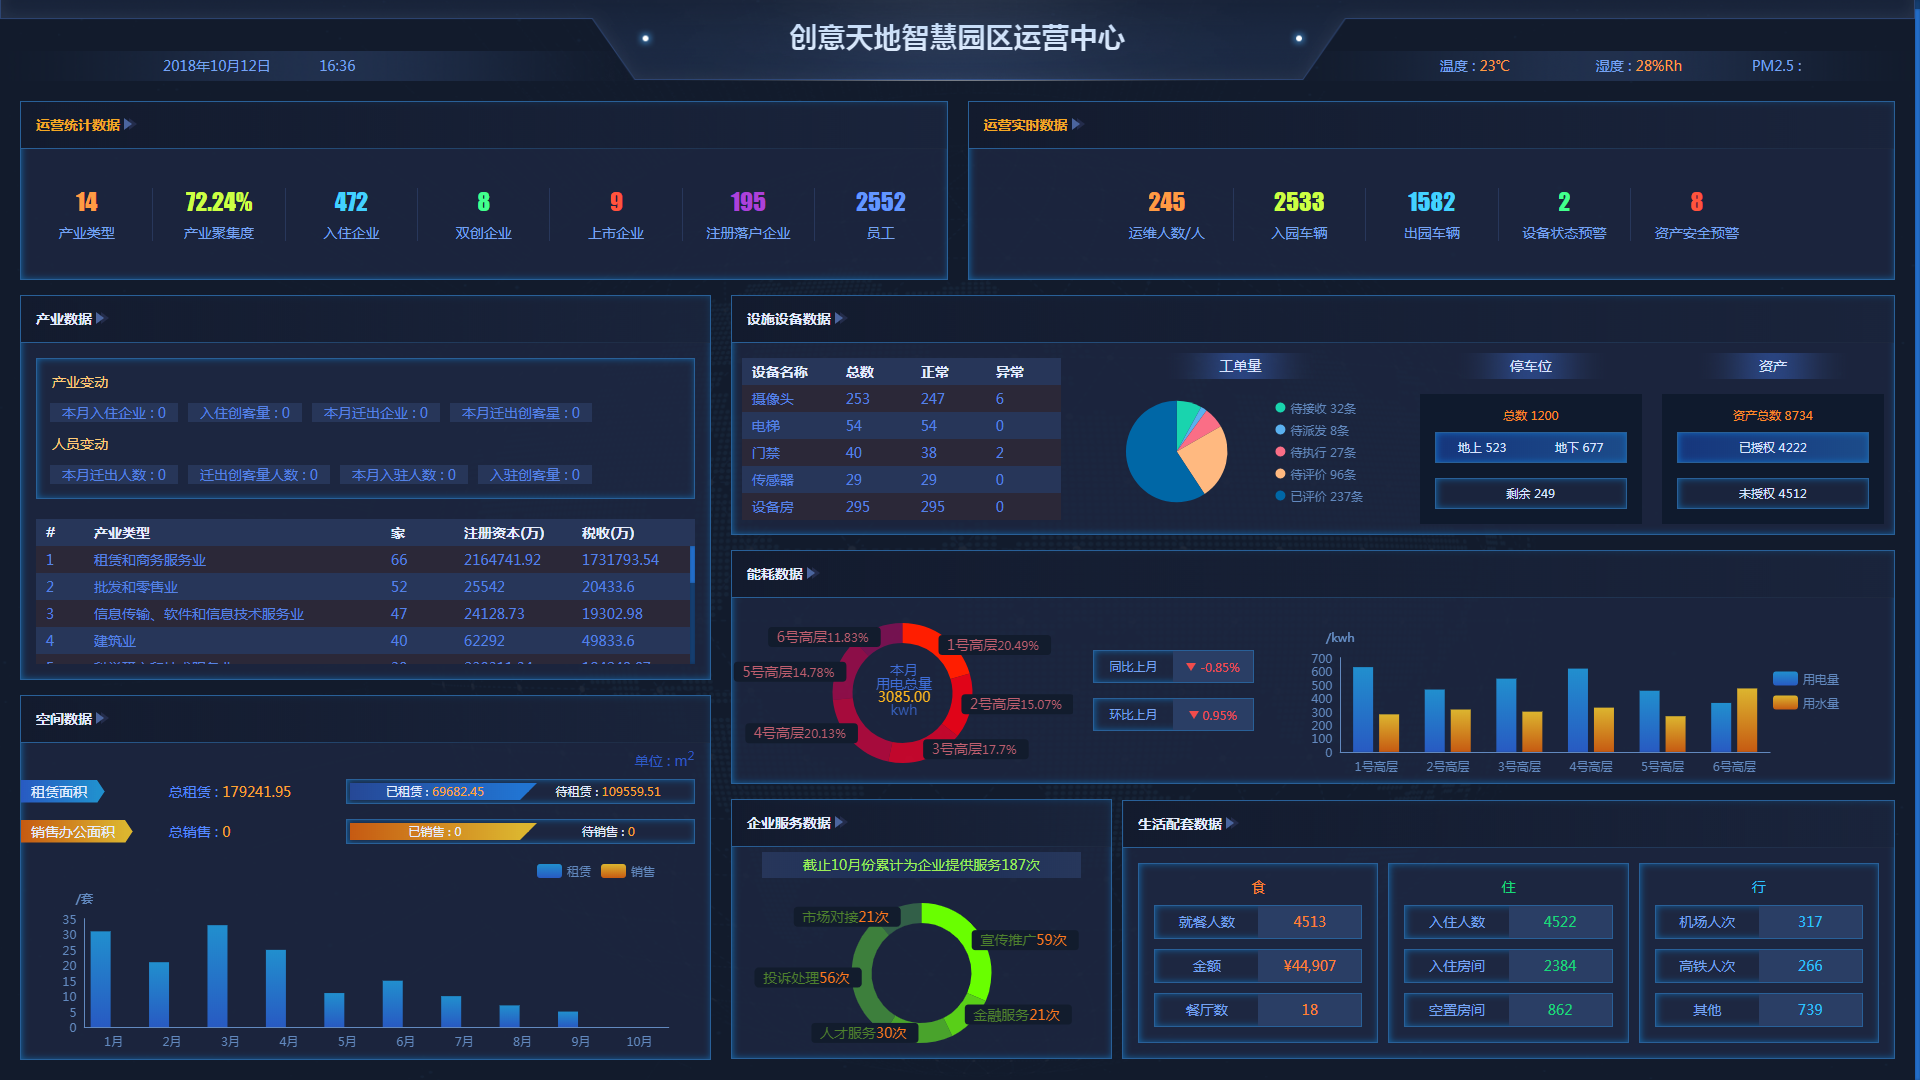 创意天地智慧园区运营中心
2018年10月12日 16:36
温度 : 23℃ 湿度 : 28%Rh PM2.5 :
运营统计数据
14 72.24% 472 8 9 195 2552
产业类型 产业聚集度 入住企业 双创企业 上市企业 注册落户企业 员工
运营实时数据
245 2533 1582 2 8
运维人数/人 入园车辆 出园车辆 设备状态预警 资产安全预警
产业数据
产业变动
本月入住企业 : 0 入住创客量 : 0 本月迁出企业 : 0 本月迁出创客星 : 0
人员变动
本月迁出人数 : 0 迁出创客量人数 : 0 本月入驻人数 : 0 入驻创客量 : 0
# 产业类型 家 注册资本(万) 税收(万)
1 租赁和商务服务业 66 2164741.92 1731793.54
2 批发和零售业 52 25542 20433.6
3 信息传输、软件和信息技术服务业 47 24128.73 19302.98
4 建筑业 40 62292 49833.6
空间数据
单位 : m²
租赁面积 总租赁 : 179241.95 已租赁 : 69682.45 待租赁 : 109559.51
销售办公面积 总销售 : 0 已销售 : 0 待销售 : 0
租赁 销售
/套
35
30
25
20
15
10
5
0
1月 2月 3月 4月 5月 6月 7月 8月 9月 10月
设施设备数据
设备名称 总数 正常 异常
摄像头 253 247 6
电梯 54 54 0
门禁 40 38 2
传感器 29 29 0
设备房 295 295 0
工单量
待接收 32条
待派发 8条
待执行 27条
待评价 96条
已评价 237条
停车位
总数 1200
地上 523 地下 677
剩余 249
资产
资产总数 8734
已授权 4222
未授权 4512
能耗数据
6号高层11.83%
1号高层20.49%
5号高层14.78%
2号高层15.07%
4号高层20.13%
3号高层17.7%
本月
用电总量
3085.00
kwh
同比上月 -0.85%
环比上月 0.95%
/kwh
700
600
500
400
300
200
100
0
1号高层 2号高层 3号高层 4号高层 5号高层 6号高层
用电量
用水量
企业服务数据
截止10月份累计为企业提供服务187次
市场对接21次
宣传推广59次
投诉处理56次
金融服务21次
人才服务30次
生活配套数据
食
就餐人数 4513
金额 ¥44,907
餐厅数 18
住
入住人数 4522
入住房间 2384
空置房间 862
行
机场人次 317
高铁人次 266
其他 739